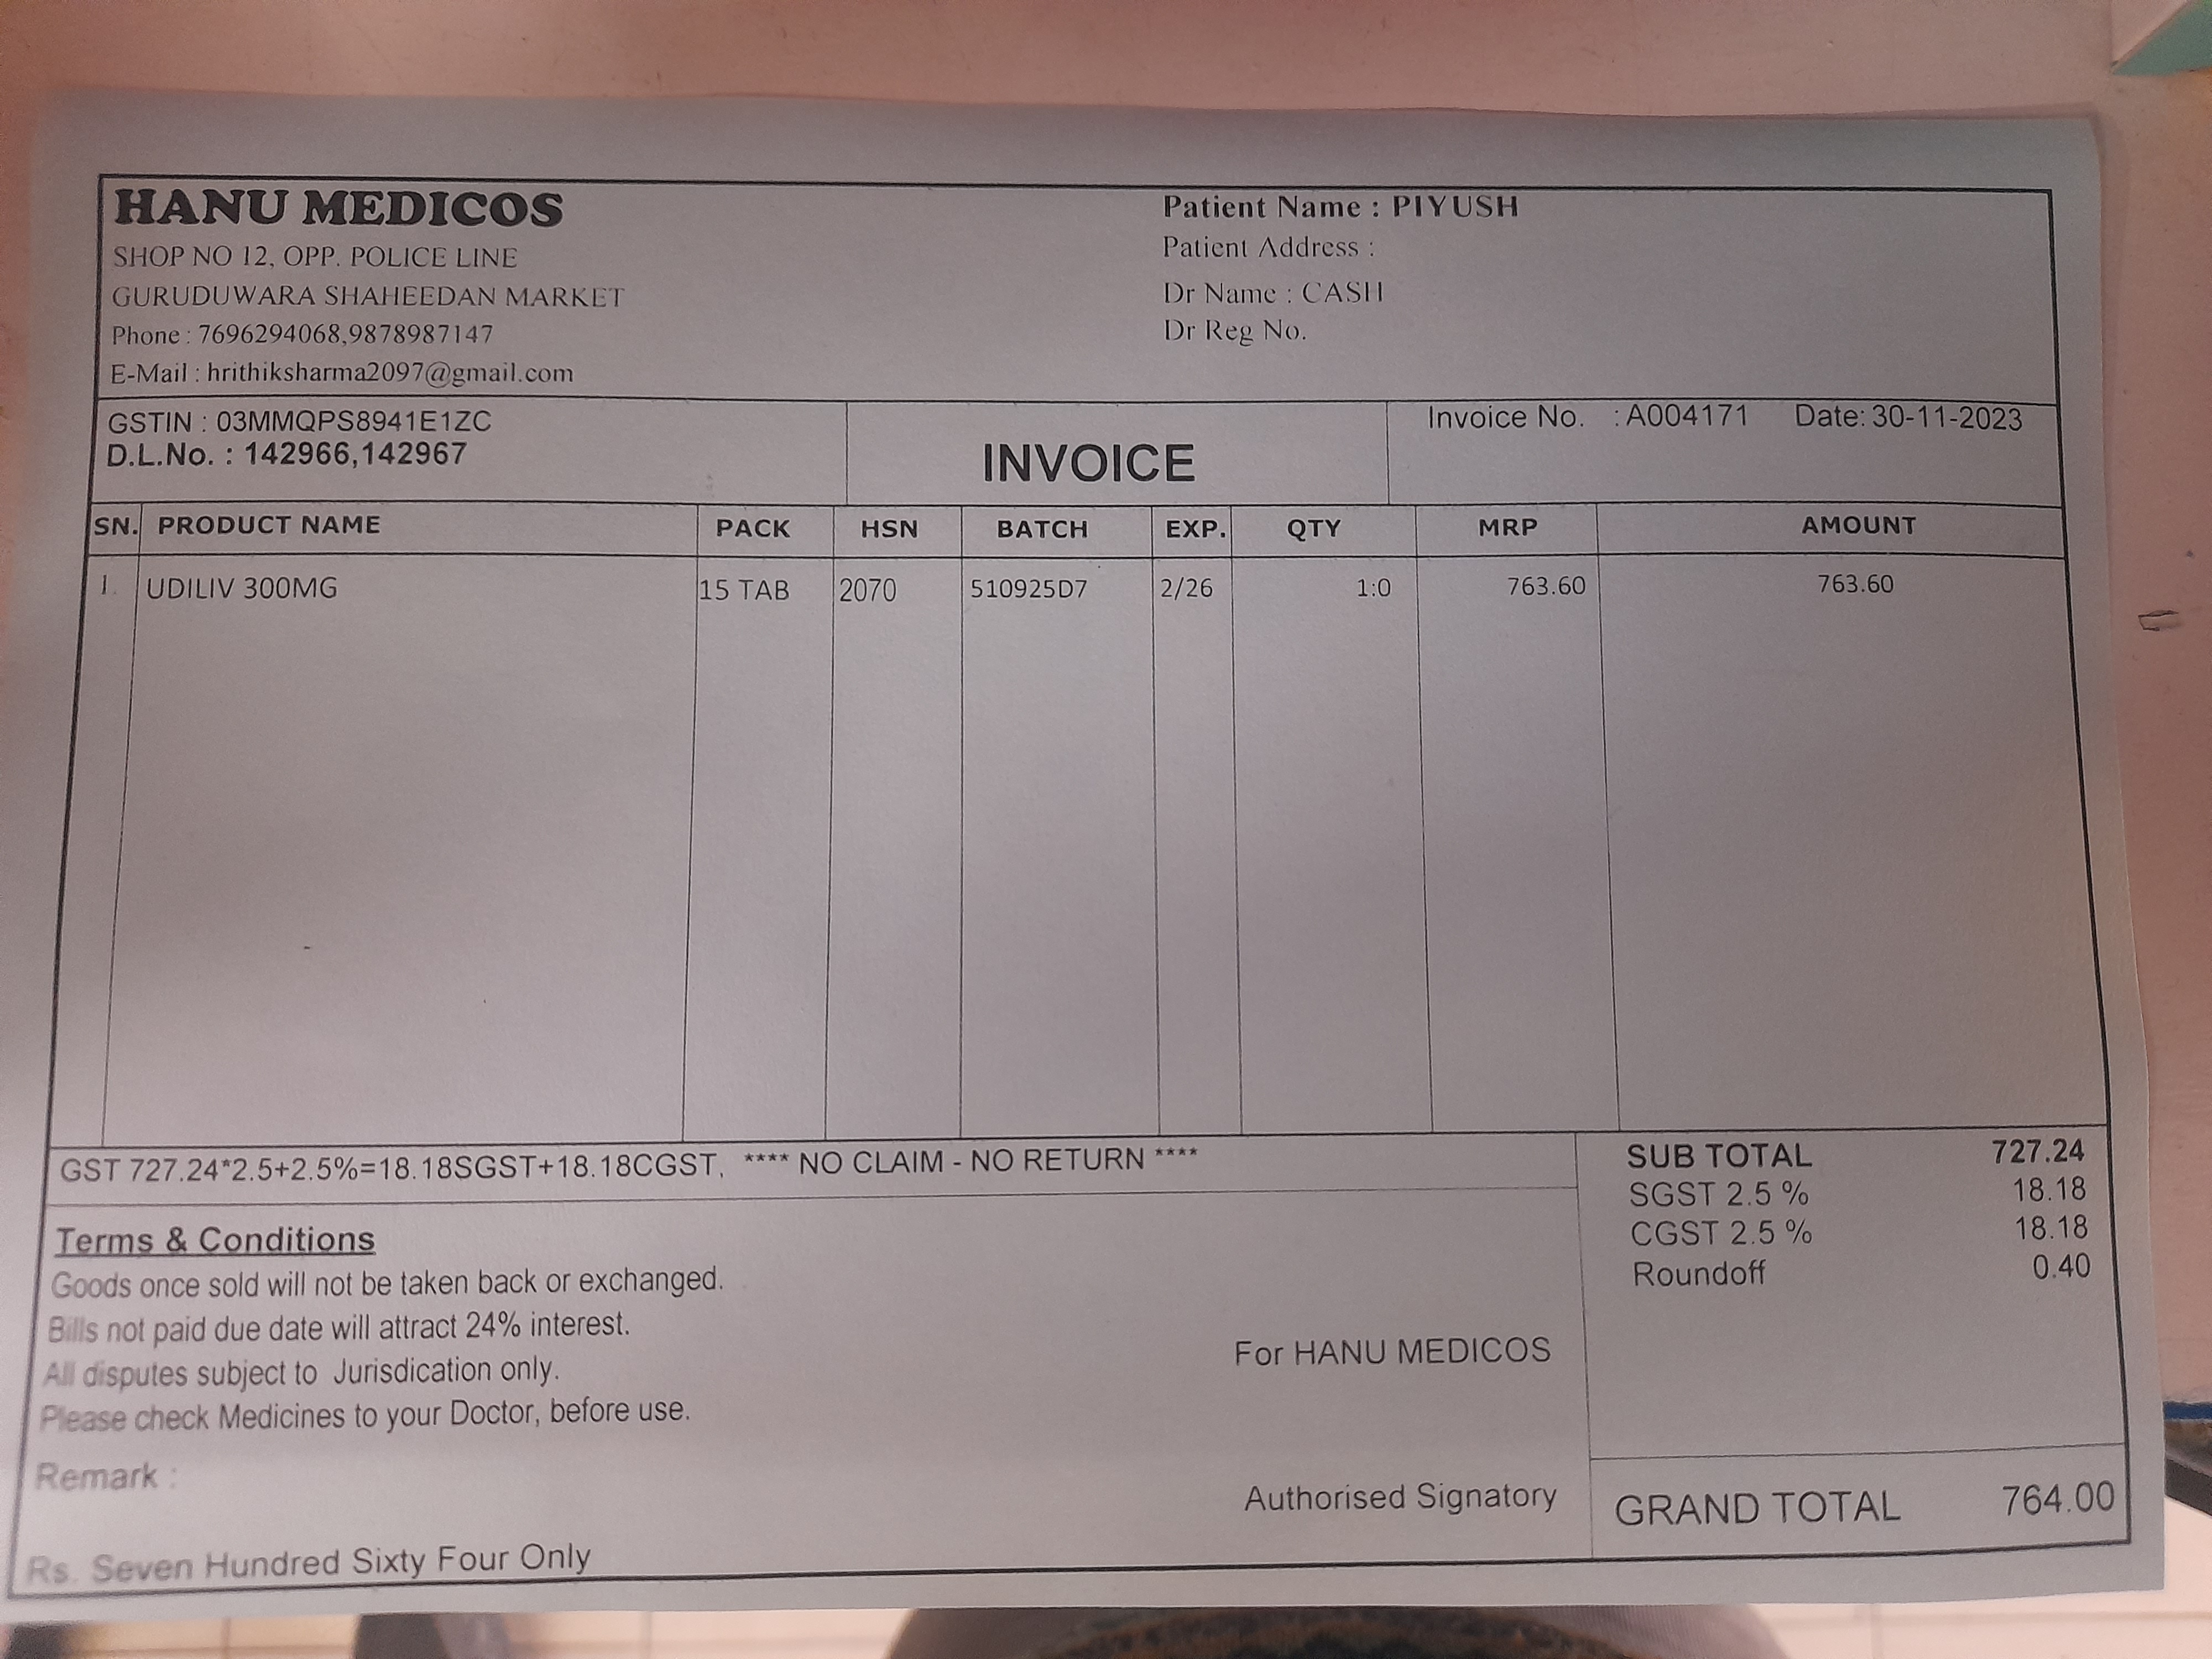 HANU MEDICOS
SHOP NO 12, OPP. POLICE LINE
GURUDUWARA SHAHEEDAN MARKET
Phone : 7696294068,9878987147
E-Mail : hrithiksharma2097@gmail.com
Patient Name : PIYUSH
Patient Address :
Dr Name : CASH
Dr Reg No.
GSTIN : 03MMQPS8941E1ZC
D.L.No. : 142966,142967
INVOICE
Invoice No. : A004171 Date: 30-11-2023
SN. PRODUCT NAME PACK HSN BATCH EXP. QTY MRP AMOUNT
1. UDILIV 300MG 15 TAB 2070 510925D7 2/26 1:0 763.60 763.60
GST 727.24*2.5+2.5%=18.18SGST+18.18CGST, **** NO CLAIM - NO RETURN ****
Terms & Conditions
Goods once sold will not be taken back or exchanged.
Bills not paid due date will attract 24% interest.
All disputes subject to Jurisdication only.
Please check Medicines to your Doctor, before use.
Remark :
Rs. Seven Hundred Sixty Four Only
For HANU MEDICOS
Authorised Signatory
SUB TOTAL 727.24
SGST 2.5 % 18.18
CGST 2.5 % 18.18
Roundoff 0.40
GRAND TOTAL 764.00